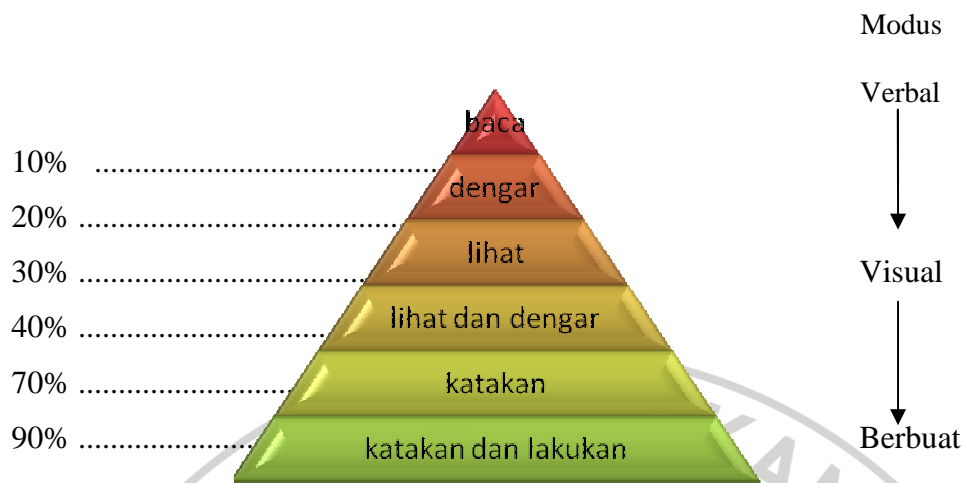 Modus
Verbal
baca
10% ........................................................
dengar
20% ....................................................
lihat
30% ..............................................
Visual
lihat dan dengar
40% .......................................
katakan
70% ..................................
90% ............................
katakan dan lakukan
Berbuat
KAN